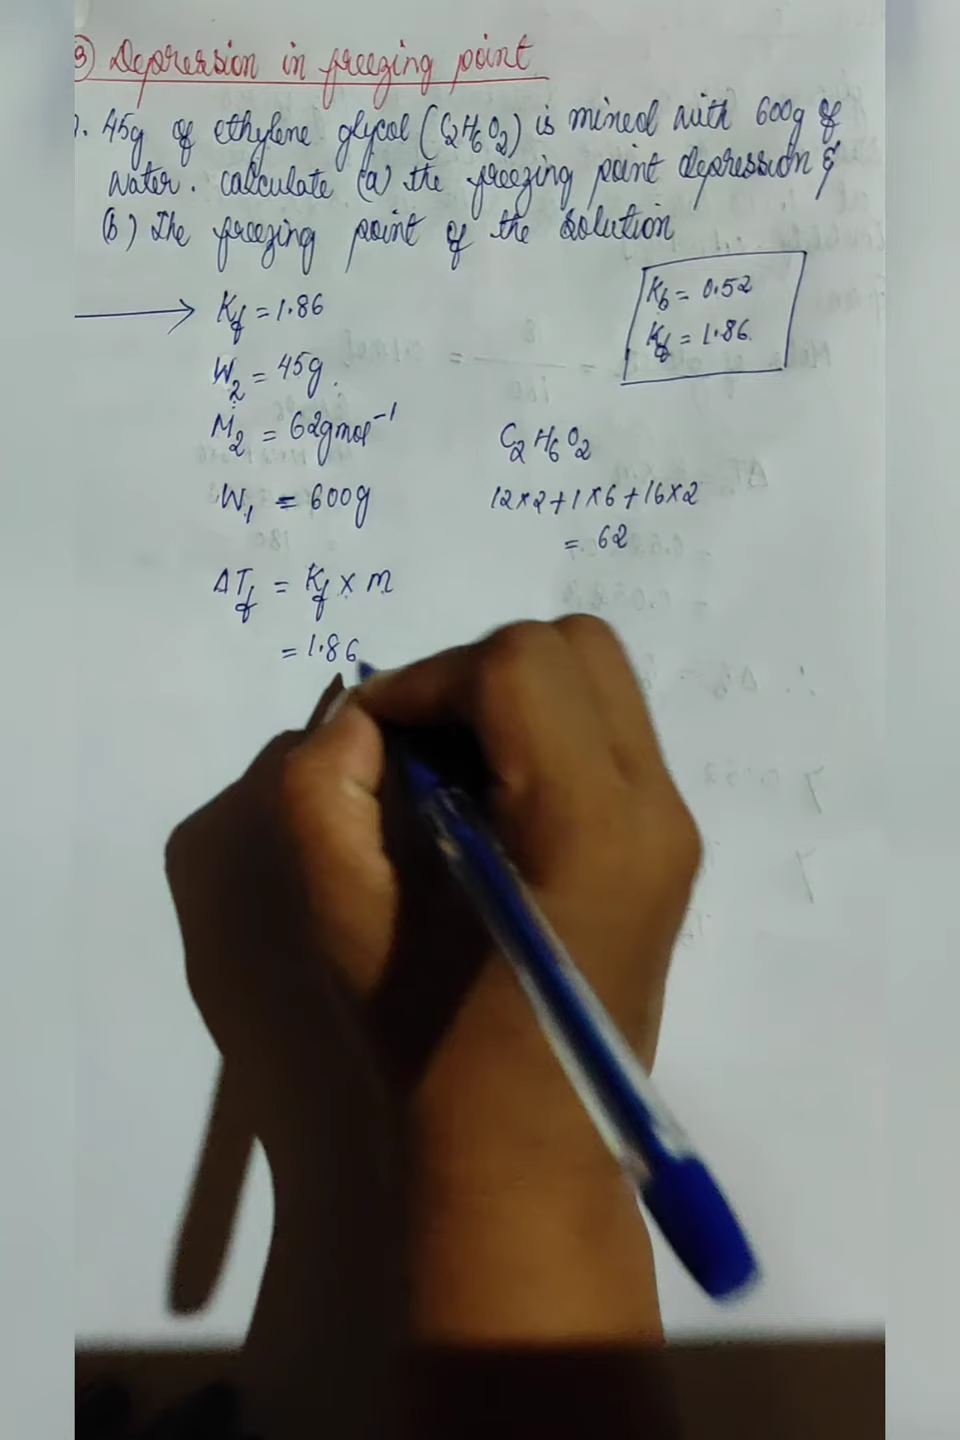 3) Depression in freezing point
45g of ethylene glycol (C2H6O2) is mixed with 600g of
water. calculate (a) the freezing point depression &
(b) The freezing point of the solution
Kf = 1.86
Kb = 0.52
Kf = 1.86
W2 = 45g.
M2 = 62gmol⁻¹
C2H6O2
W1 = 600g
12×2+1×6+16×2
= 62
ΔTf = Kf × m
= 1.86